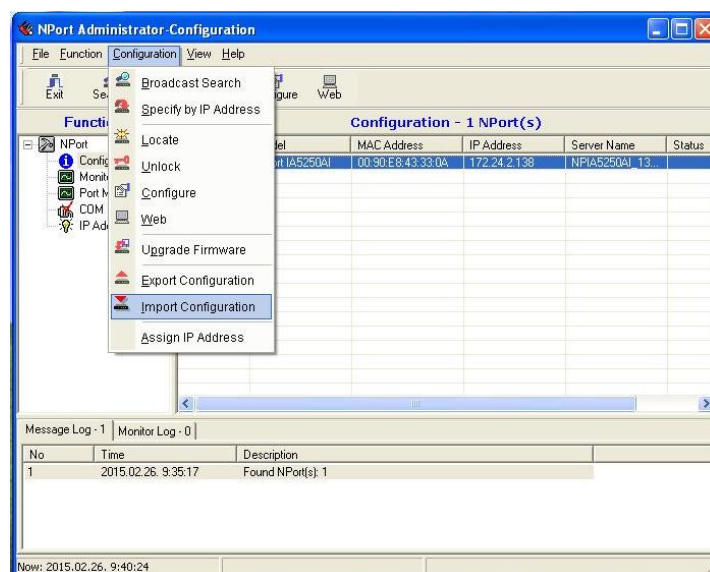 NPort Administrator-Configuration
File Function Configuration View Help
Exit Web
Configuration - 1 NPort(s)
MAC Address IP Address Server Name Status
NPort
IA5250AI 00:90:E8:43:33:0A 172.24.2.138 NPIA5250AI_13...
COM
Broadcast Search
Specify by IP Address
Locate
Unlock
Configure
Web
Upgrade Firmware
Export Configuration
Import Configuration
Assign IP Address
Message Log - 1 Monitor Log - 0
No Time Description
1 2015.02.26. 9:35:17 Found NPort(s): 1
Now: 2015.02.26. 9:40:24